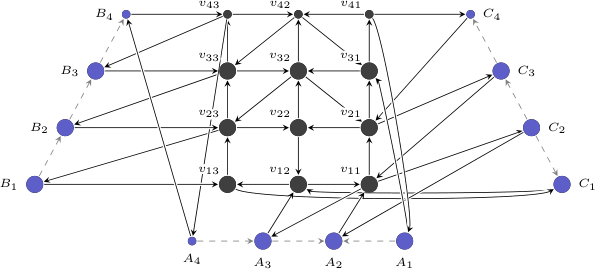 B₄ v₄₃ v₄₂ v₄₁ C₄
B₃ v₃₃ v₃₂ v₃₁ C₃
B₂ v₂₃ v₂₂ v₂₁ C₂
B₁ v₁₃ v₁₂ v₁₁ C₁
A₄ A₃ A₂ A₁